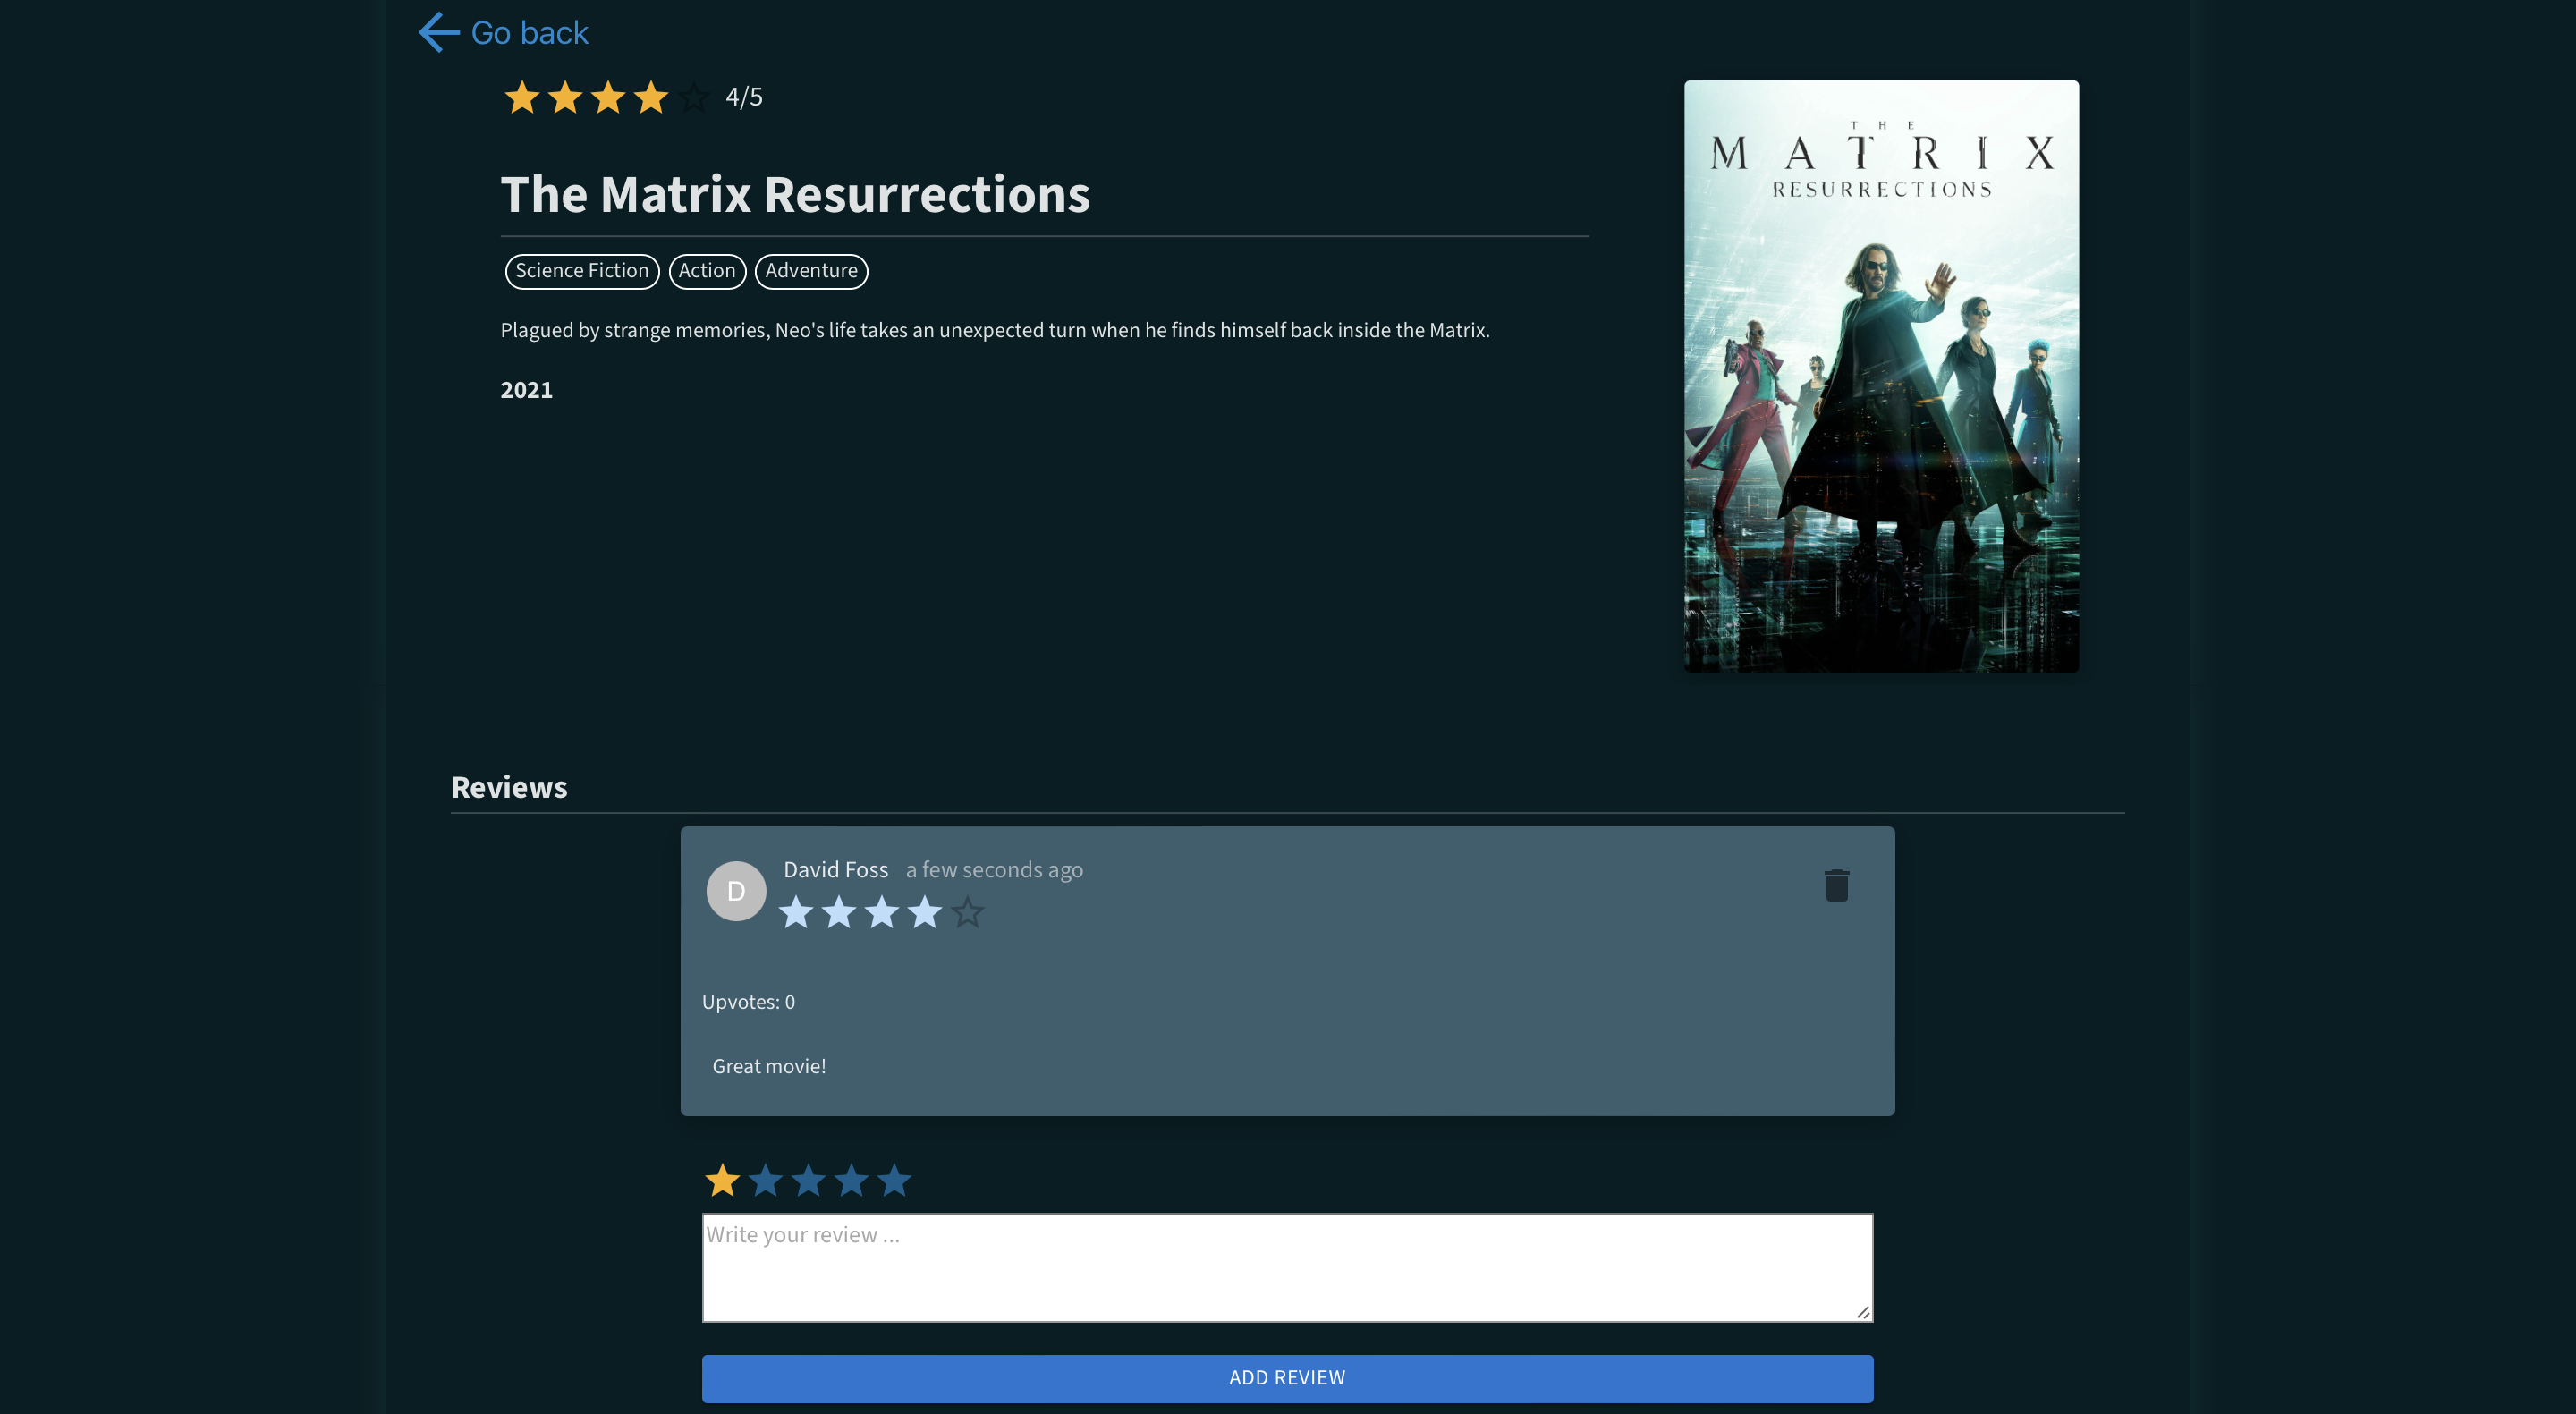 Go back
4/5
The Matrix Resurrections
Science Fiction Action Adventure
Plagued by strange memories, Neo's life takes an unexpected turn when he finds himself back inside the Matrix.
2021
THE
MATRIX
RESURRECTIONS
Reviews
D
David Foss a few seconds ago
Upvotes: 0
Great movie!
Write your review ...
ADD REVIEW